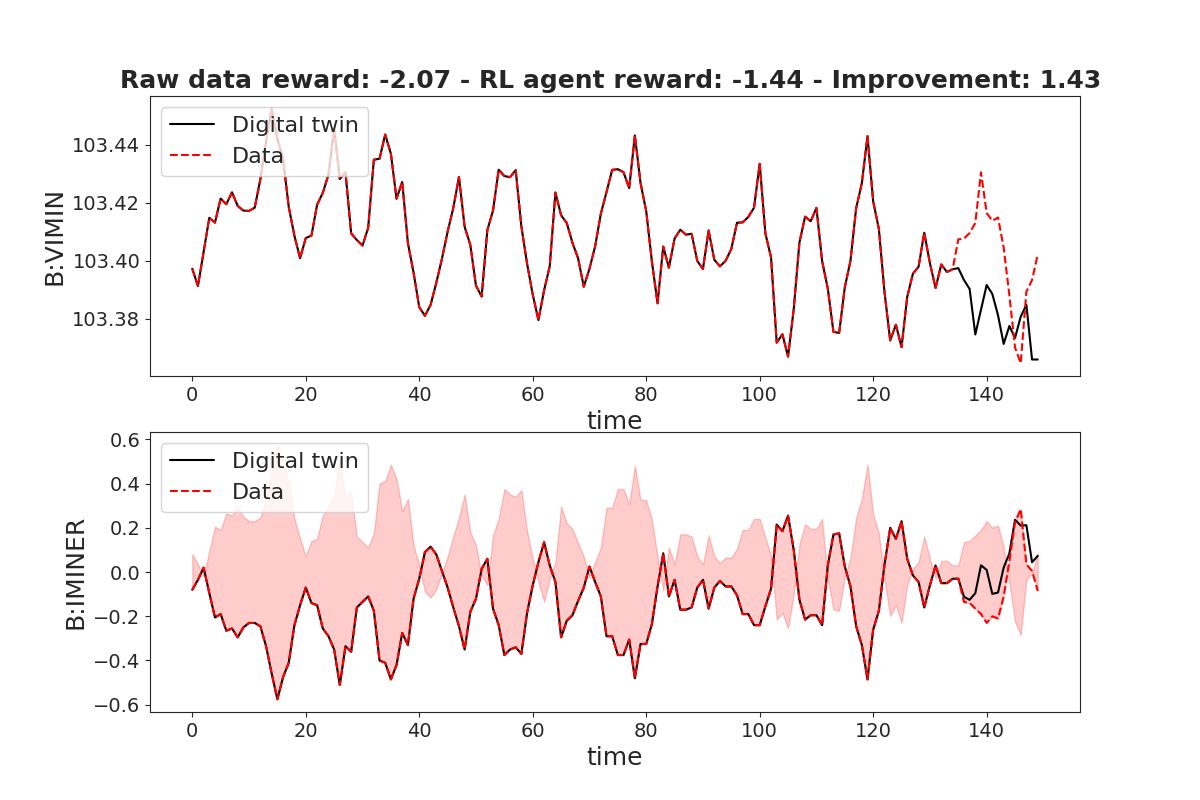 Raw data reward: -2.07 - RL agent reward: -1.44 - Improvement: 1.43
Digital twin
Data
B:VIMIN
103.44
103.42
103.40
103.38
0 20 40 60 80 100 120 140
time
Digital twin
Data
B:IMINER
0.6
0.4
0.2
0.0
−0.2
−0.4
−0.6
0 20 40 60 80 100 120 140
time